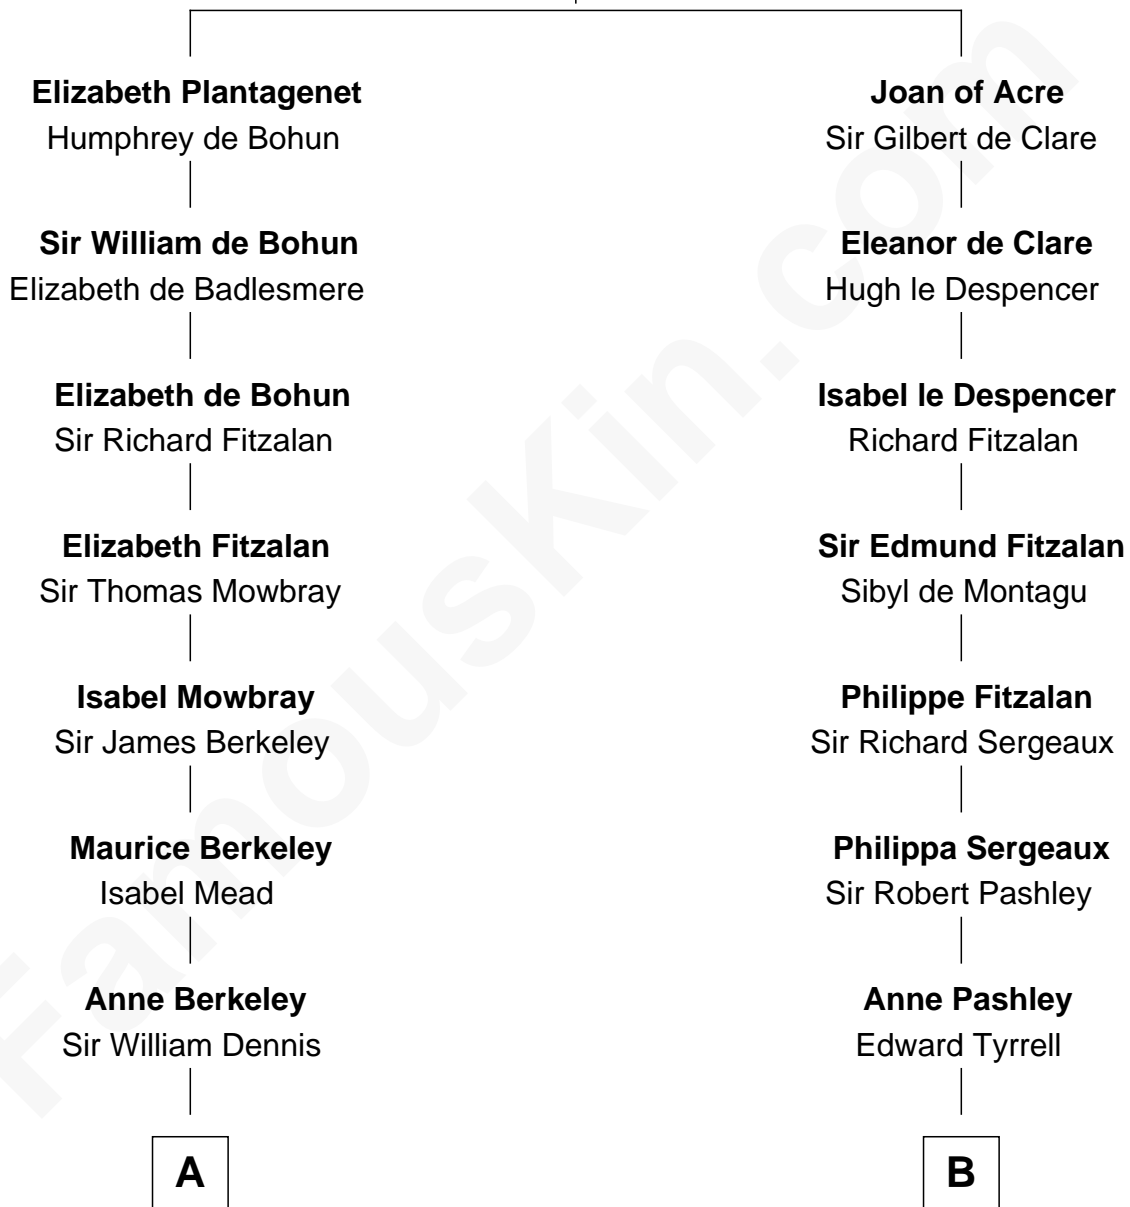 Elizabeth Plantagenet
Humphrey de Bohun
Sir William de Bohun
Elizabeth de Badlesmere
Elizabeth de Bohun
Sir Richard Fitzalan
Elizabeth Fitzalan
Sir Thomas Mowbray
Isabel Mowbray
Sir James Berkeley
Maurice Berkeley
Isabel Mead
Anne Berkeley
Sir William Dennis
A
Joan of Acre
Sir Gilbert de Clare
Eleanor de Clare
Hugh le Despencer
Isabel le Despencer
Richard Fitzalan
Sir Edmund Fitzalan
Sibyl de Montagu
Philippe Fitzalan
Sir Richard Sergeaux
Philippa Sergeaux
Sir Robert Pashley
Anne Pashley
Edward Tyrrell
B
FamousKin.com